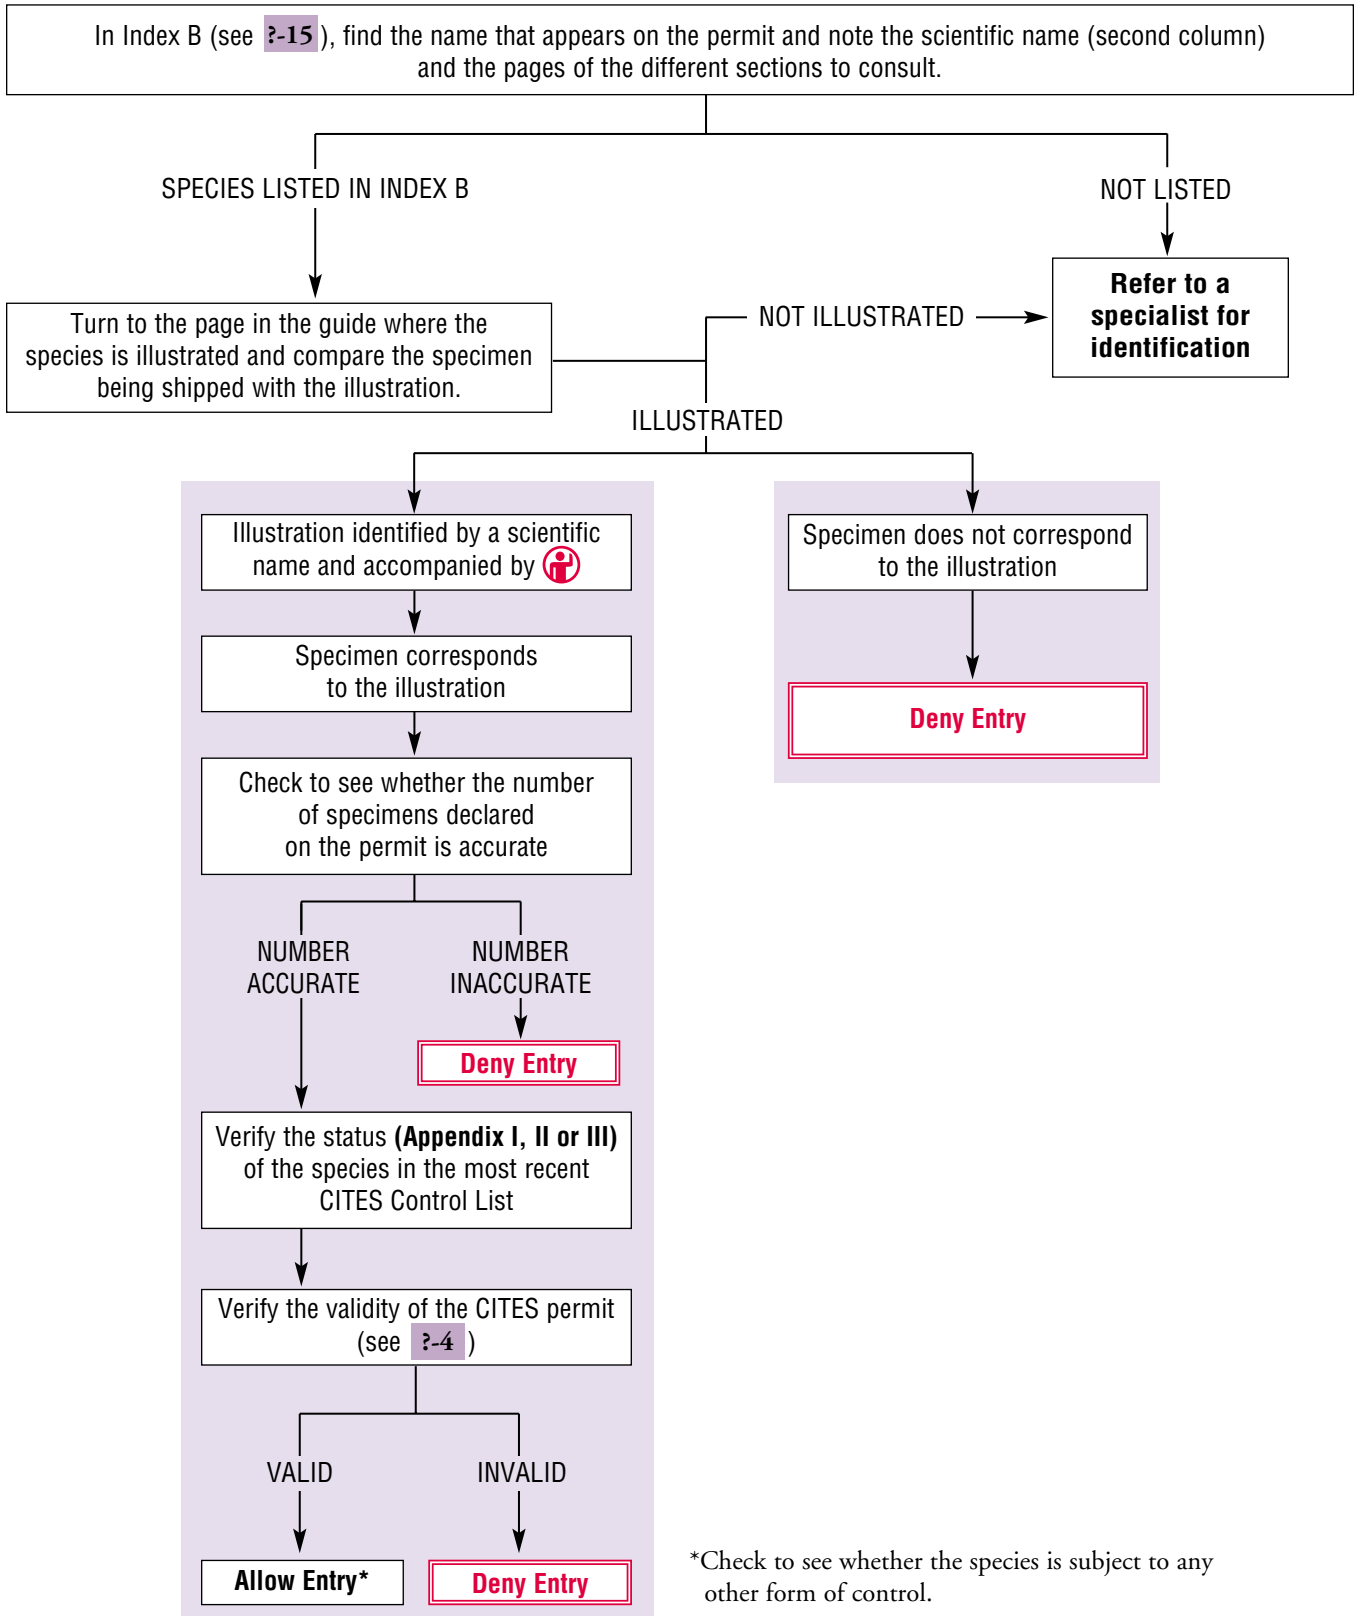 In Index B (see ?-15 ), find the name that appears on the permit and note the scientific name (second column)
and the pages of the different sections to consult.
SPECIES LISTED IN INDEX B
NOT LISTED
Refer to a
specialist for
identification
Turn to the page in the guide where the
species is illustrated and compare the specimen
being shipped with the illustration.
NOT ILLUSTRATED
ILLUSTRATED
Illustration identified by a scientific
name and accompanied by
Specimen does not correspond
to the illustration
Specimen corresponds
to the illustration
Deny Entry
Check to see whether the number
of specimens declared
on the permit is accurate
NUMBER
ACCURATE
NUMBER
INACCURATE
Deny Entry
Verify the status (Appendix I, II or III)
of the species in the most recent
CITES Control List
Verify the validity of the CITES permit
(see ?-4 )
VALID
INVALID
Allow Entry*
Deny Entry
*Check to see whether the species is subject to any
other form of control.